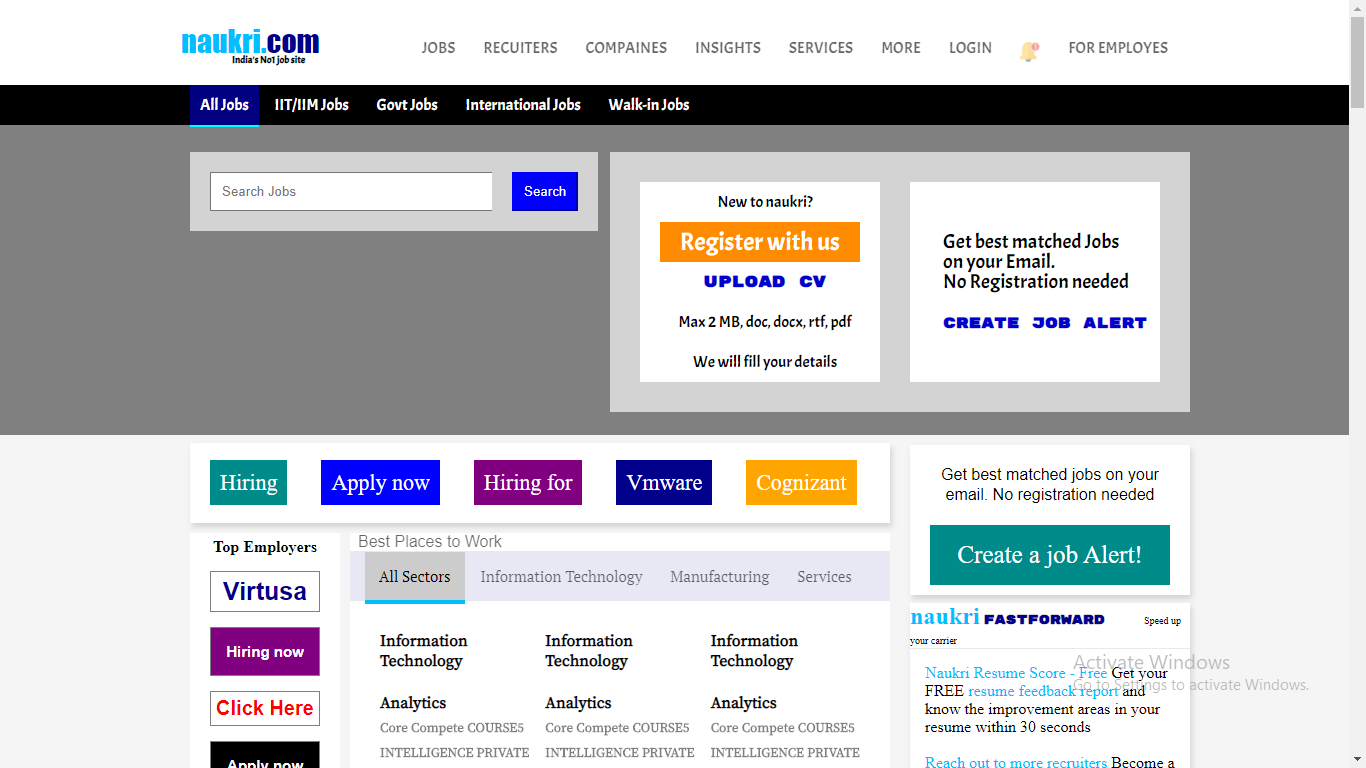 naukri.com
India's No1 job site
JOBS RECUITERS COMPAINES INSIGHTS SERVICES MORE LOGIN FOR EMPLOYES
All Jobs IIT/IIM Jobs Govt Jobs International Jobs Walk-in Jobs
Search Jobs Search
New to naukri?
Register with us
UPLOAD CV
Max 2 MB, doc, docx, rtf, pdf
We will fill your details
Get best matched Jobs
on your Email.
No Registration needed
CREATE JOB ALERT
Hiring Apply now Hiring for Vmware Cognizant
Get best matched jobs on your
email. No registration needed
Create a job Alert!
Top Employers
Virtusa
Hiring now
Click Here
Apply now
Best Places to Work
All Sectors Information Technology Manufacturing Services
Information Information Information
Technology Technology Technology
Analytics Analytics Analytics
Core Compete COURSE5 Core Compete COURSE5 Core Compete COURSE5
INTELLIGENCE PRIVATE INTELLIGENCE PRIVATE INTELLIGENCE PRIVATE
naukri FASTFORWARD Speed up
your carrier
Naukri Resume Score - Free Get your
FREE resume feedback report and
know the improvement areas in your
resume within 30 seconds
Reach out to more recruiters Become a
Activate Windows
Go to Settings to activate Windows.